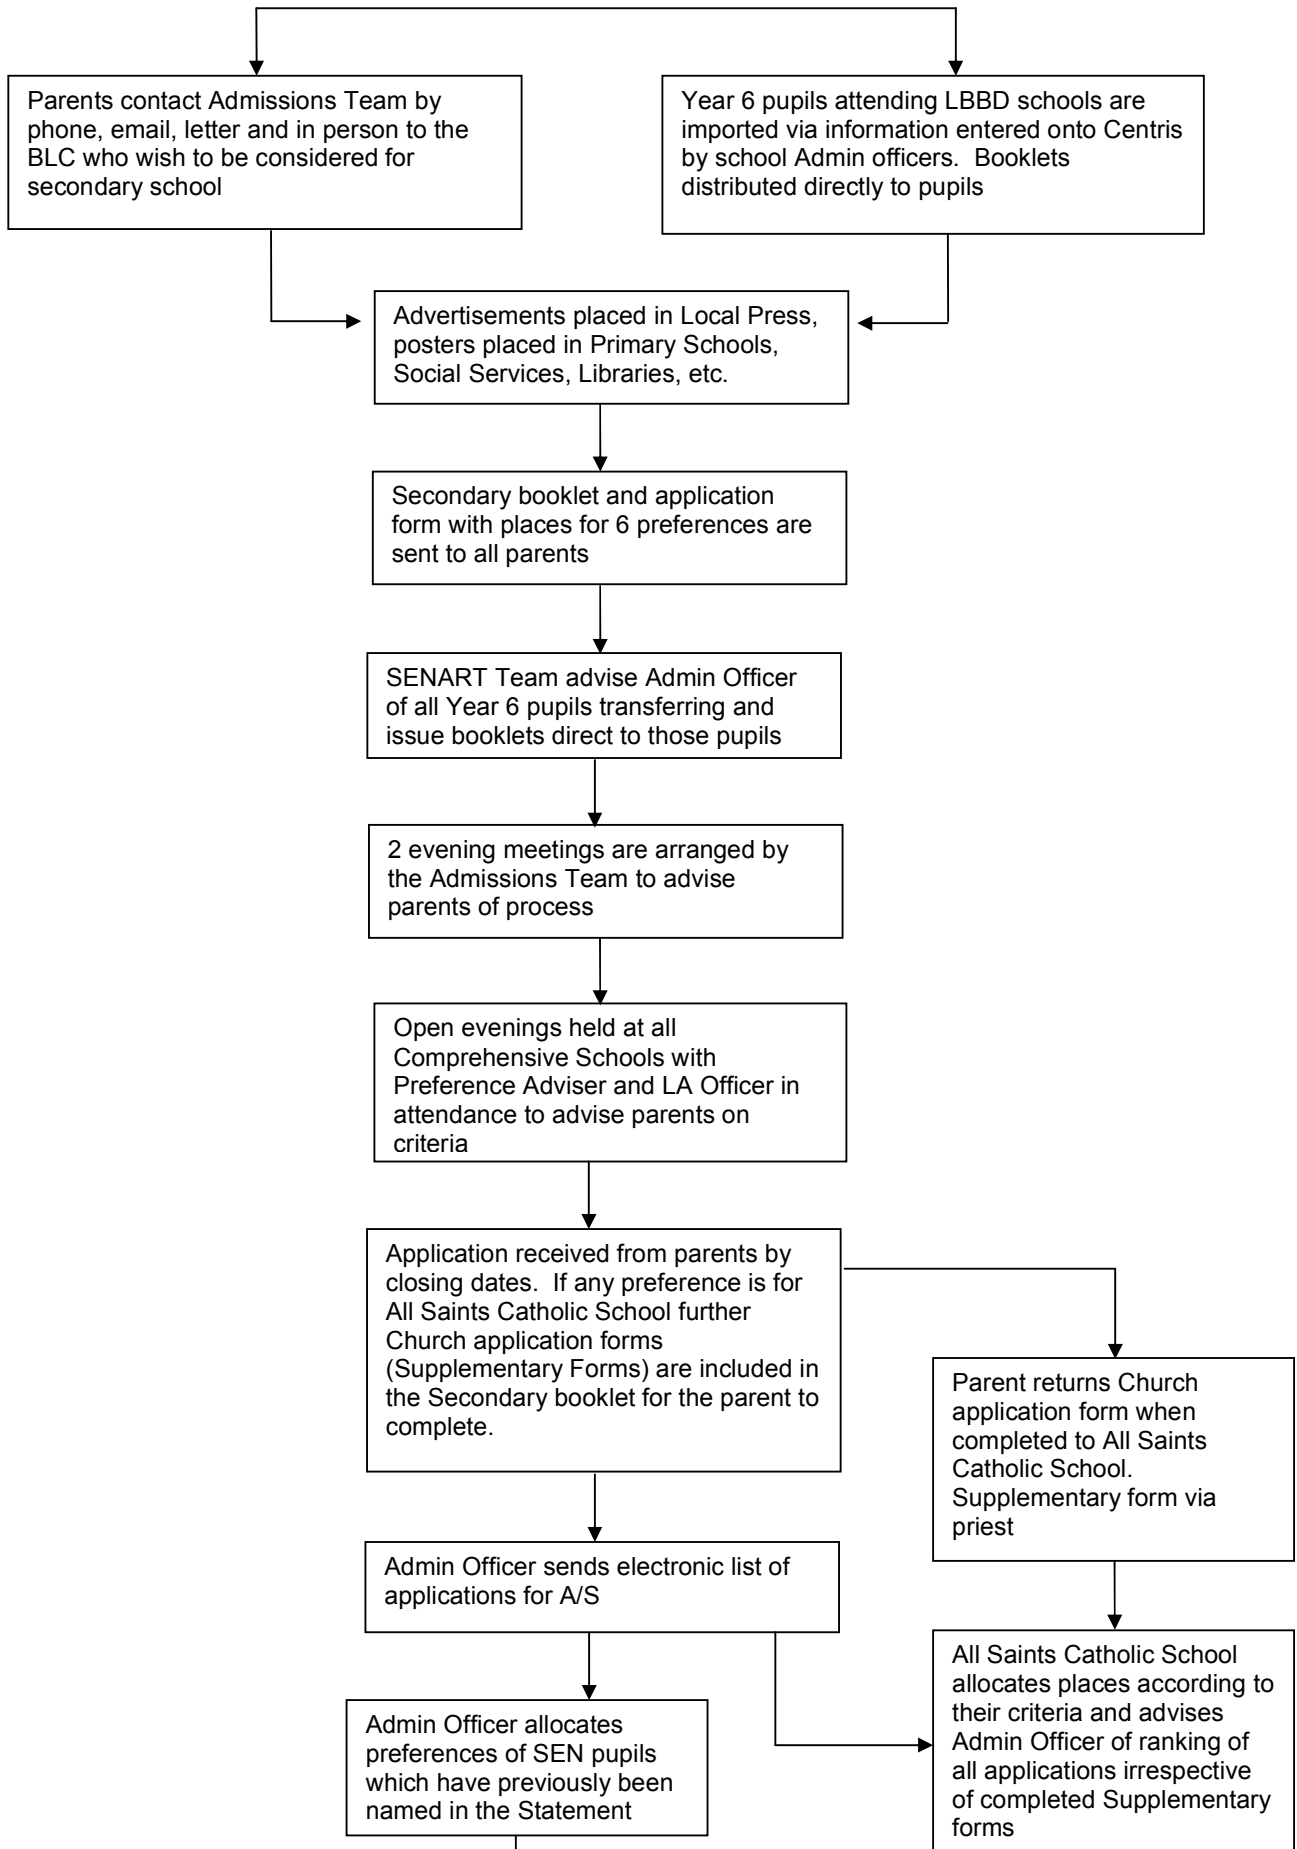 Parents contact Admissions Team by
phone, email, letter and in person to the
BLC who wish to be considered for
secondary school
Year 6 pupils attending LBBD schools are
imported via information entered onto Centris
by school Admin officers.  Booklets
distributed directly to pupils
Advertisements placed in Local Press,
posters placed in Primary Schools,
Social Services, Libraries, etc.
Secondary booklet and application
form with places for 6 preferences are
sent to all parents
SENART Team advise Admin Officer
of all Year 6 pupils transferring and
issue booklets direct to those pupils
2 evening meetings are arranged by
the Admissions Team to advise
parents of process
Open evenings held at all
Comprehensive Schools with
Preference Adviser and LA Officer in
attendance to advise parents on
criteria
Application received from parents by
closing dates.  If any preference is for
All Saints Catholic School further
Church application forms
(Supplementary Forms) are included in
the Secondary booklet for the parent to
complete.
Parent returns Church
application form when
completed to All Saints
Catholic School.
Supplementary form via
priest
Admin Officer sends electronic list of
applications for A/S
All Saints Catholic School
allocates places according to
their criteria and advises
Admin Officer of ranking of
all applications irrespective
of completed Supplementary
forms
Admin Officer allocates
preferences of SEN pupils
which have previously been
named in the Statement